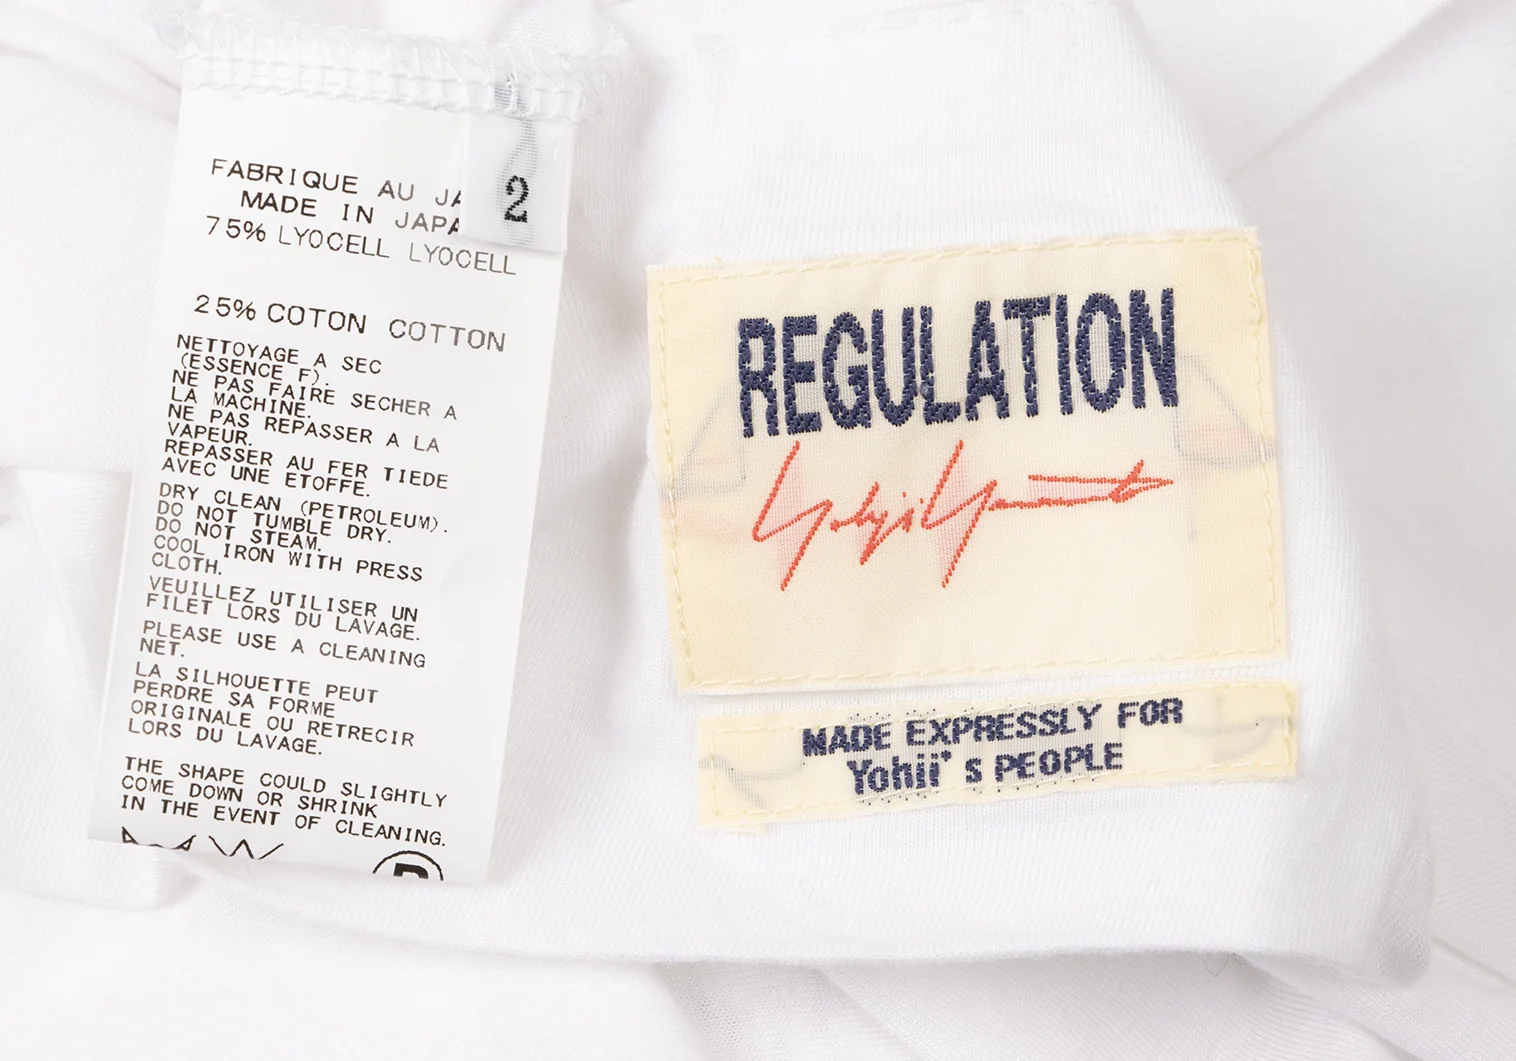 FABRIQUE AU JA
MADE IN JAPA
2
75% LYOCELL LYOCELL
25% COTON COTTON
NETTOYAGE A SEC
(ESSENCE F).
NE PAS FAIRE SECHER A
LA MACHINE.
NE PAS REPASSER A LA
VAPEUR.
REPASSER AU FER TIEDE
AVEC UNE ETOFFE.
DRY CLEAN (PETROLEUM).
DO NOT TUMBLE DRY.
DO NOT STEAM.
COOL IRON WITH PRESS
CLOTH.
VEUILLEZ UTILISER UN
FILET LORS DU LAVAGE.
PLEASE USE A CLEANING
NET.
LA SILHOUETTE PEUT
PERDRE SA FORME
ORIGINALE OU RETRECIR
LORS DU LAVAGE.
THE SHAPE COULD SLIGHTLY
COME DOWN OR SHRINK
IN THE EVENT OF CLEANING.
REGULATION
Yohji Yamamoto
MADE EXPRESSLY FOR
Yohji's PEOPLE